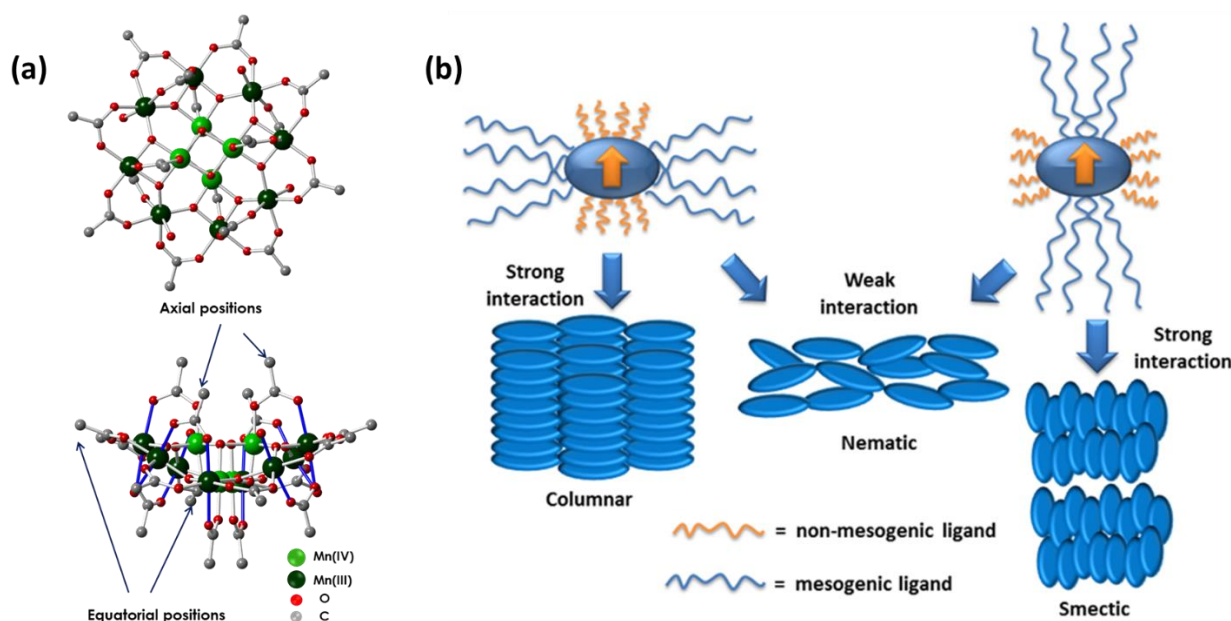 (a)
Axial positions
Mn(IV)
Mn(III)
O
C
Equatorial positions
(b)
Strong
interaction
Weak
interaction
Strong
interaction
Nematic
Columnar
= non-mesogenic ligand
= mesogenic ligand
Smectic